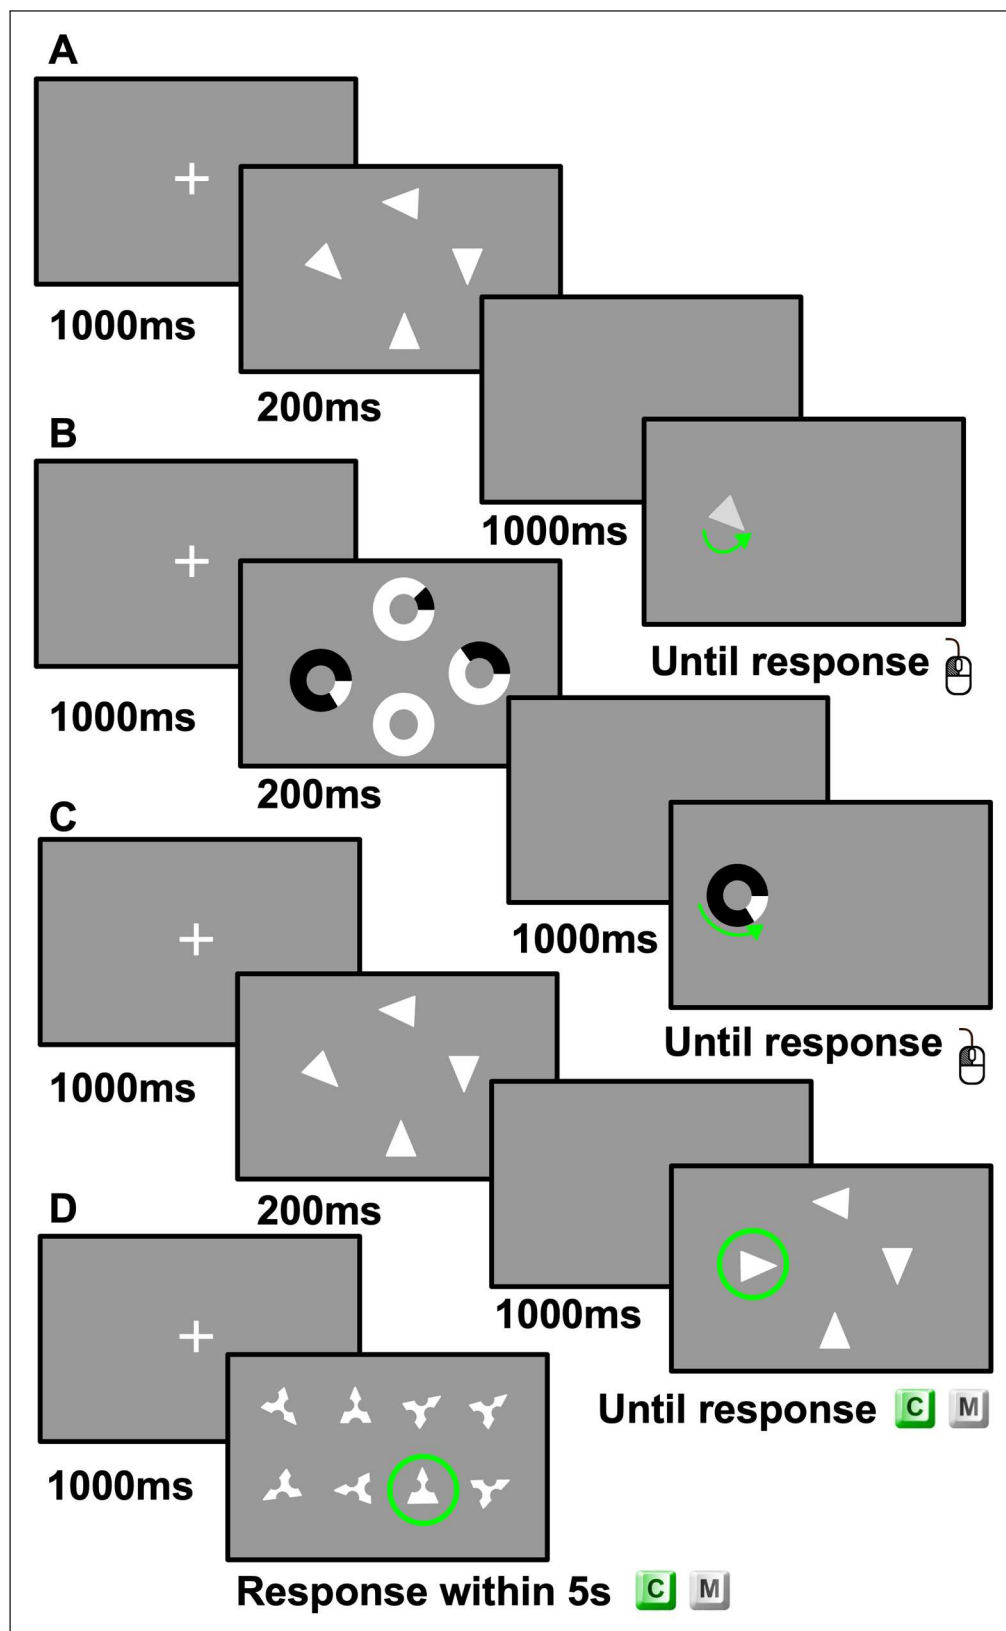 A
1000ms
200ms
1000ms
Until response
B
1000ms
200ms
1000ms
Until response
C
1000ms
200ms
1000ms
Until response C M
D
1000ms
Response within 5s C M